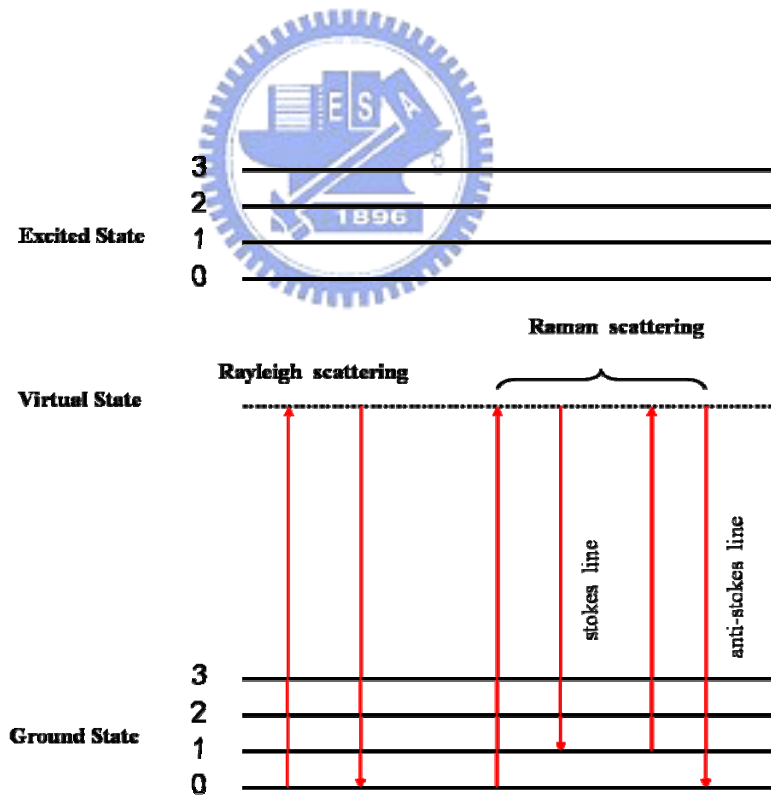 E S A
3
2
1896
Excited State
1
0
Raman scattering
Rayleigh scattering
Virtual State
stokes line
anti-stokes line
3
2
Ground State
1
0